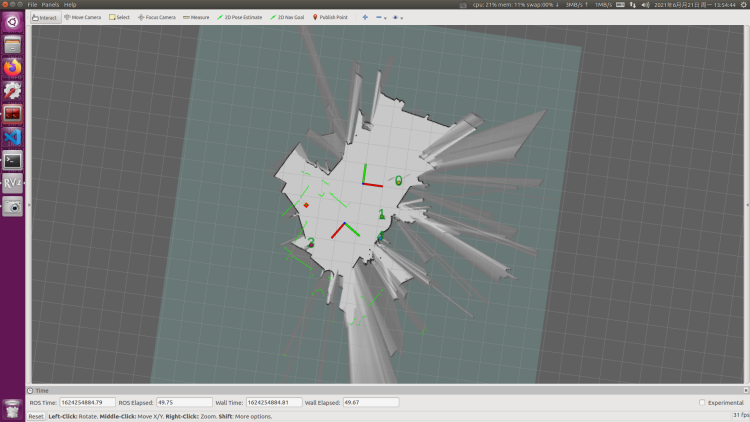 File Panels Help
cpu: 21% mem: 11% swap:00% ↓ 3MB/s ↑ 1MB/s 2021年6月21日 周一 13:54:44
Interact Move Camera Select Focus Camera Measure 2D Pose Estimate 2D Nav Goal Publish Point
0
1
2
RViz
Time
ROS Time: 1624254884.79 ROS Elapsed: 49.75 Wall Time: 1624254884.81 Wall Elapsed: 49.67 Experimental
Reset Left-Click: Rotate. Middle-Click: Move X/Y. Right-Click: Zoom. Shift: More options. 31 fps